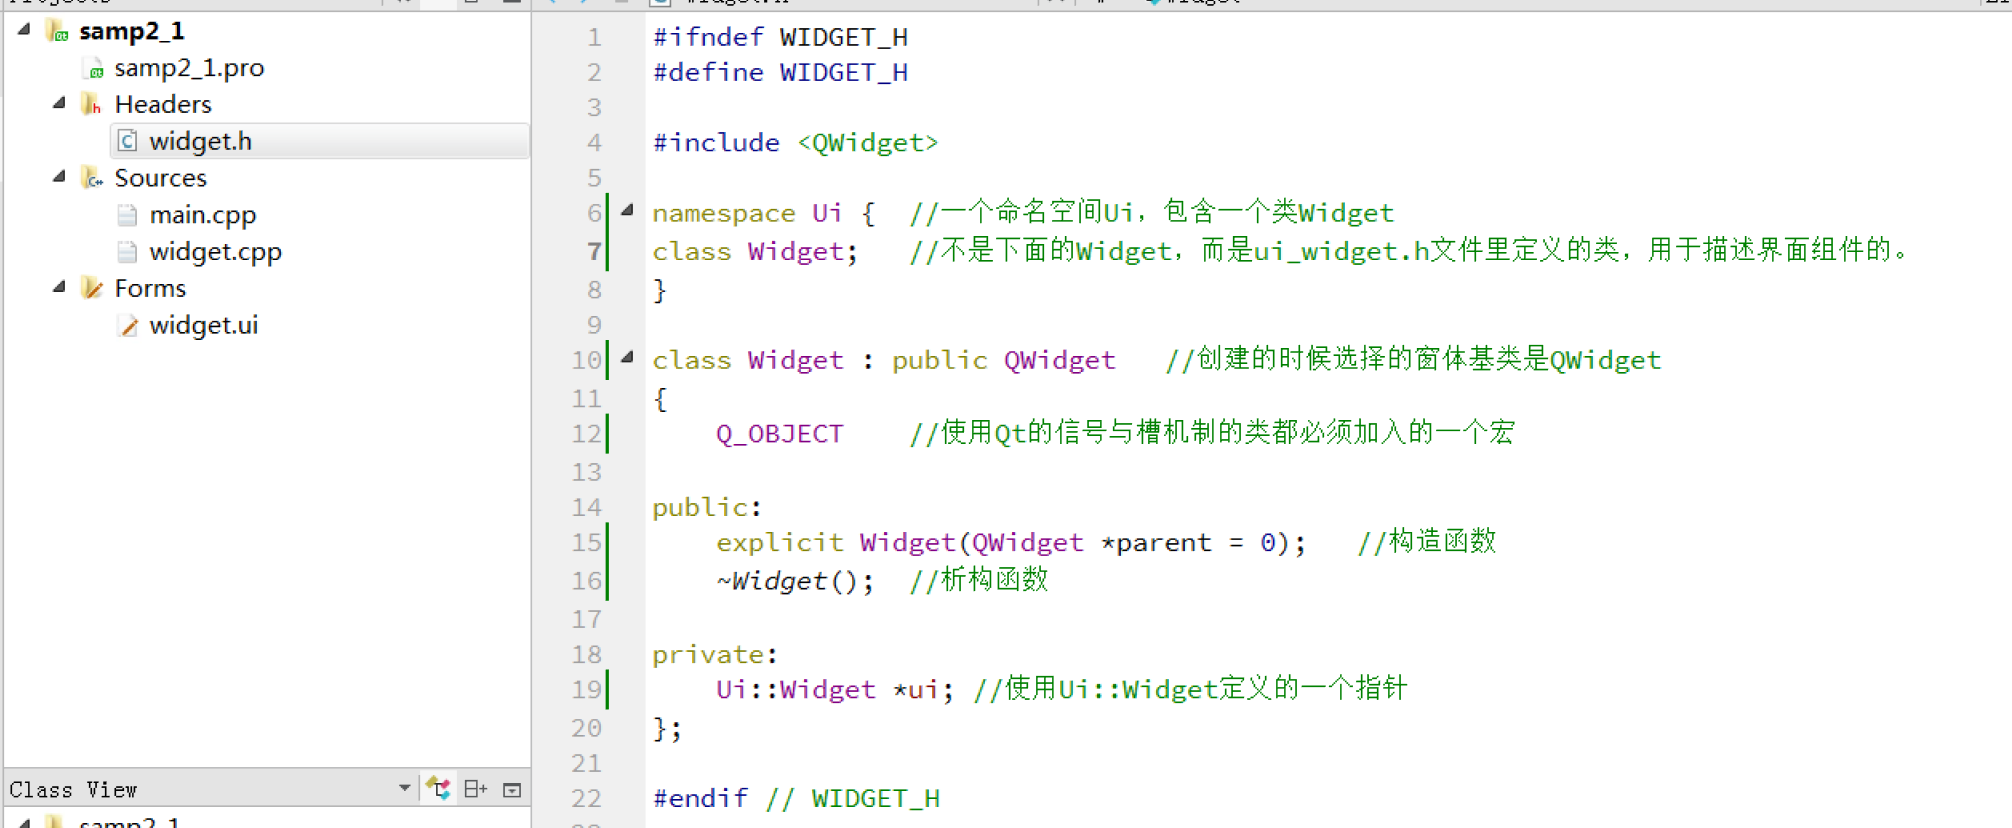 samp2_1
samp2_1.pro
Headers
widget.h
Sources
main.cpp
widget.cpp
Forms
widget.ui
Class View
samp2_1
1 #ifndef WIDGET_H
2 #define WIDGET_H
3
4 #include <QWidget>
5
6 namespace Ui { //一个命名空间Ui，包含一个类Widget
7 class Widget; //不是下面的Widget，而是ui_widget.h文件里定义的类，用于描述界面组件的。
8 }
9
10 class Widget : public QWidget //创建的时候选择的窗体基类是QWidget
11 {
12 Q_OBJECT //使用Qt的信号与槽机制的类都必须加入的一个宏
13
14 public:
15 explicit Widget(QWidget *parent = 0); //构造函数
16 ~Widget(); //析构函数
17
18 private:
19 Ui::Widget *ui; //使用Ui::Widget定义的一个指针
20 };
21
22 #endif // WIDGET_H